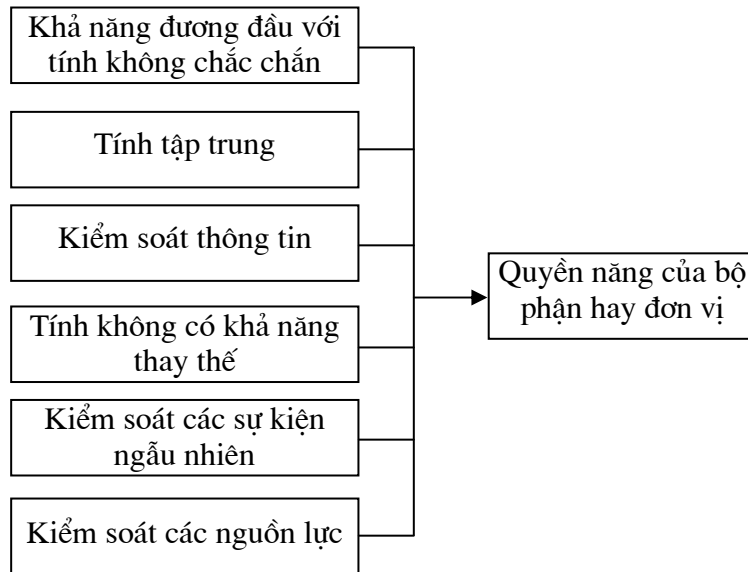 Khả năng đương đầu với
tính không chắc chắn
Tính tập trung
Kiểm soát thông tin
Tính không có khả năng
thay thế
Kiểm soát các sự kiện
ngẫu nhiên
Kiểm soát các nguồn lực
Quyền năng của bộ
phận hay đơn vị